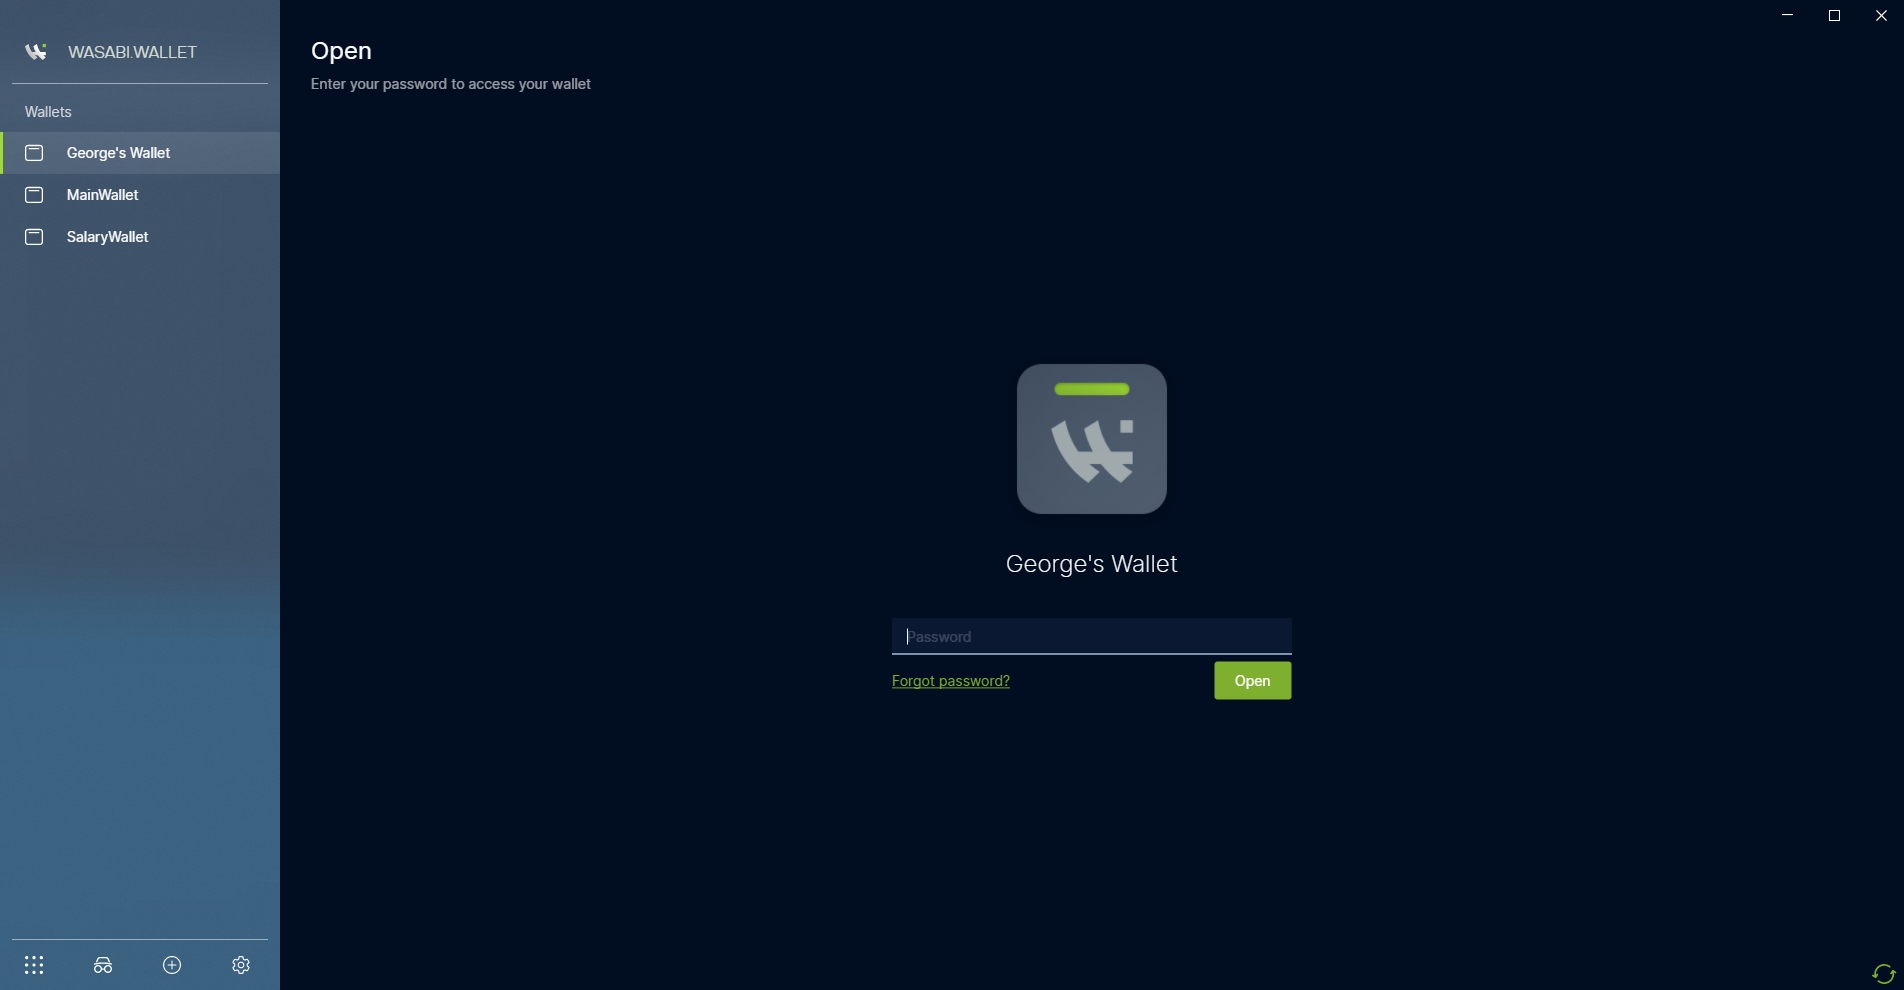 WASABI.WALLET
Wallets
George's Wallet
MainWallet
SalaryWallet
Open
Enter your password to access your wallet
George's Wallet
Password
Forgot password?
Open